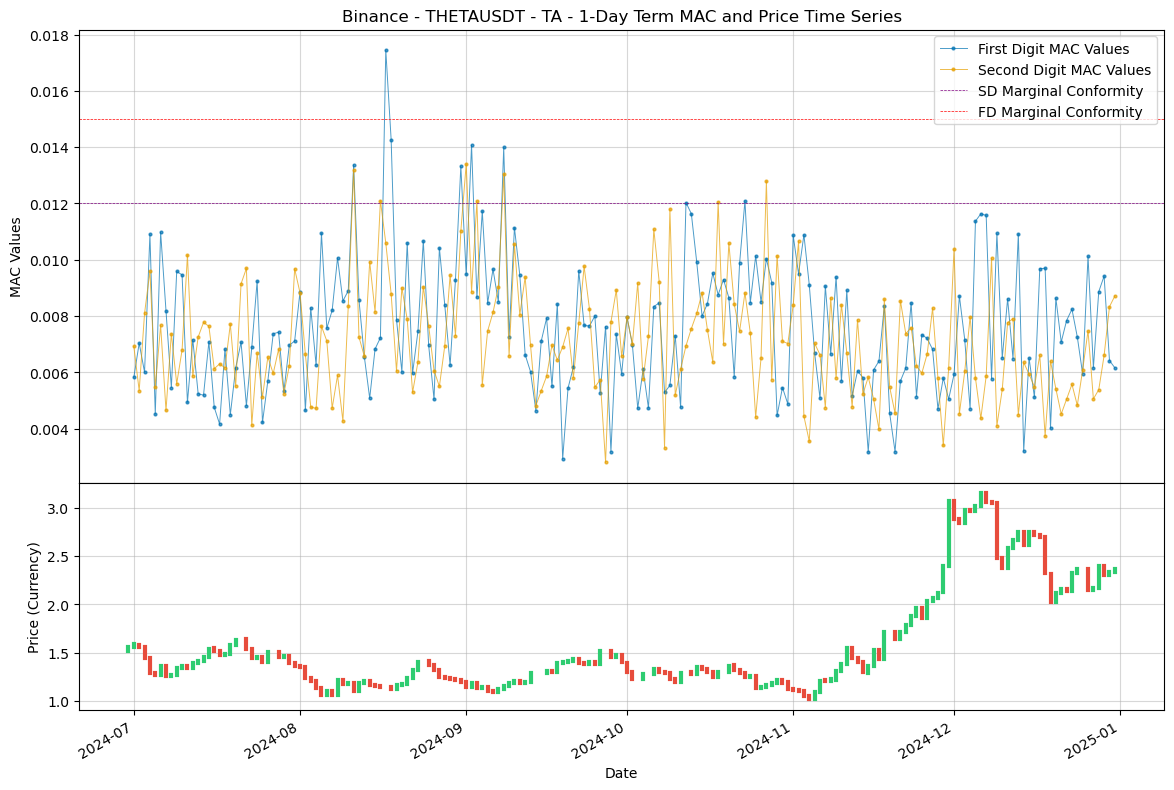 Binance - THETAUSDT - TA - 1-Day Term MAC and Price Time Series
First Digit MAC Values
Second Digit MAC Values
SD Marginal Conformity
FD Marginal Conformity
MAC Values
0.018
0.016
0.014
0.012
0.010
0.008
0.006
0.004
Price (Currency)
3.0
2.5
2.0
1.5
1.0
2024-07
2024-08
2024-09
2024-10
2024-11
2024-12
2025-01
Date